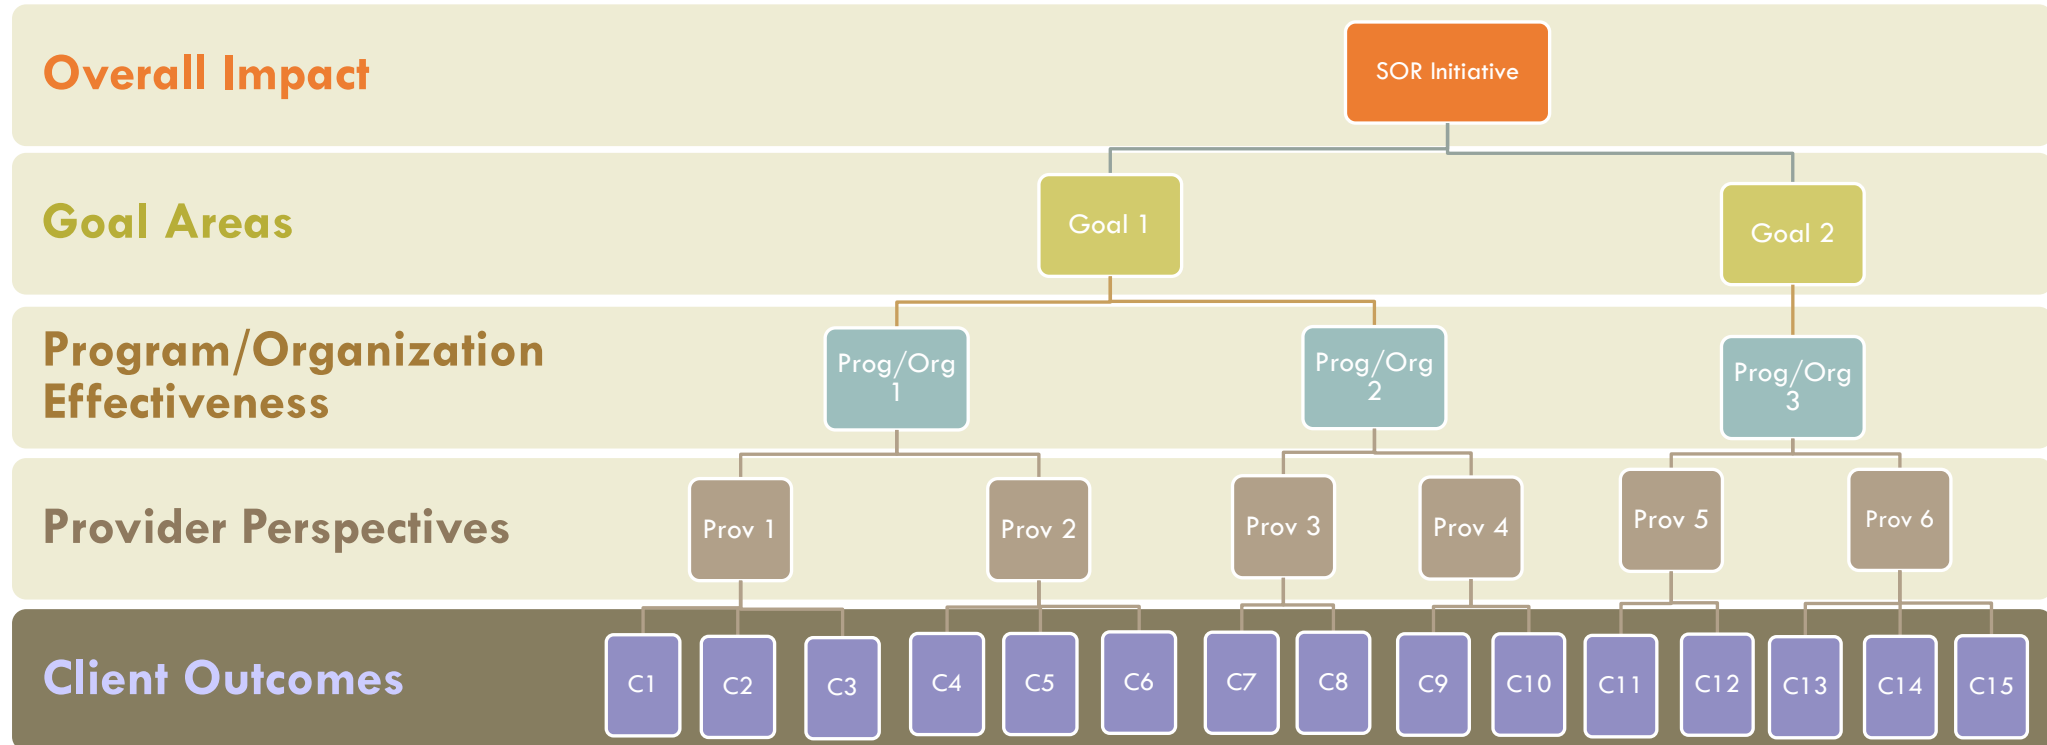 Overall Impact
SOR Initiative
Goal Areas
Goal 1
Goal 2
Program/Organization
Effectiveness
Prog/Org
1
Prog/Org
2
Prog/Org
3
Provider Perspectives
Prov 1
Prov 2
Prov 3
Prov 4
Prov 5
Prov 6
Client Outcomes
C1
C2
C3
C4
C5
C6
C7
C8
C9
C10
C11
C12
C13
C14
C15